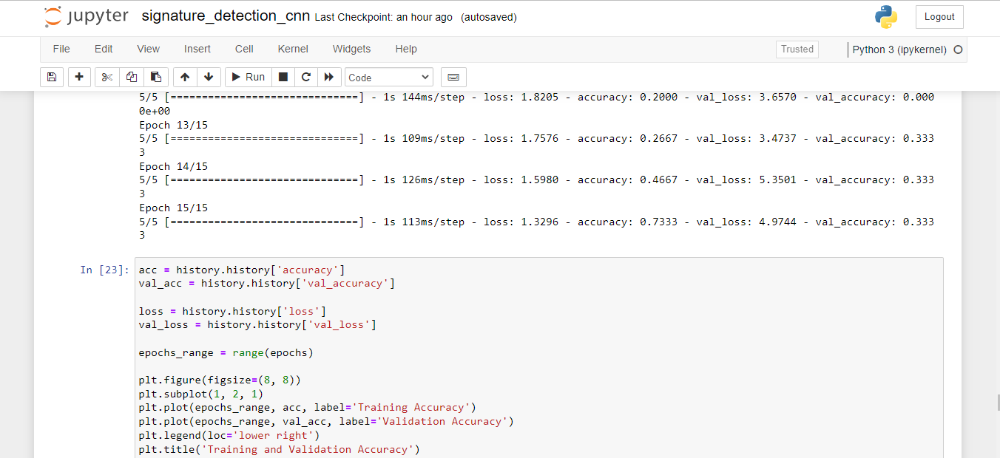 jupyter signature_detection_cnn Last Checkpoint: an hour ago (autosaved) Logout
File Edit View Insert Cell Kernel Widgets Help Trusted Python 3 (ipykernel)
Run Code
5/5 [==============================] - 1s 144ms/step - loss: 1.8205 - accuracy: 0.2000 - val_loss: 3.6570 - val_accuracy: 0.000
0e+00
Epoch 13/15
5/5 [==============================] - 1s 109ms/step - loss: 1.7576 - accuracy: 0.2667 - val_loss: 3.4737 - val_accuracy: 0.333
3
Epoch 14/15
5/5 [==============================] - 1s 126ms/step - loss: 1.5980 - accuracy: 0.4667 - val_loss: 5.3501 - val_accuracy: 0.333
3
Epoch 15/15
5/5 [==============================] - 1s 113ms/step - loss: 1.3296 - accuracy: 0.7333 - val_loss: 4.9744 - val_accuracy: 0.333
3
In [23]: acc = history.history['accuracy']
val_acc = history.history['val_accuracy']
loss = history.history['loss']
val_loss = history.history['val_loss']
epochs_range = range(epochs)
plt.figure(figsize=(8, 8))
plt.subplot(1, 2, 1)
plt.plot(epochs_range, acc, label='Training Accuracy')
plt.plot(epochs_range, val_acc, label='Validation Accuracy')
plt.legend(loc='lower right')
plt.title('Training and Validation Accuracy')